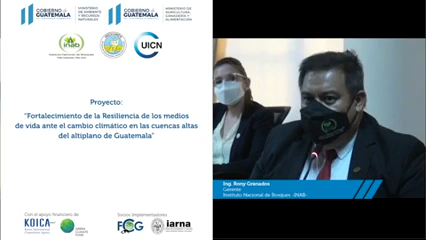 GOBIERNO de
GUATEMALA
MINISTERIO DE
AMBIENTE Y RECURSOS
NATURALES
GOBIERNO de
GUATEMALA
MINISTERIO DE
AGRICULTURA,
GANADERÍA Y
ALIMENTACIÓN
inab
UICN
Proyecto:
"Fortalecimiento de la Resiliencia de los medios
de vida ante el cambio climático en las cuencas altas
del altiplano de Guatemala"
Con el apoyo financiero de
Socios Implementadores
KOICA
GREEN
CLIMATE
FUND
FCG
iarna
Ing. Rony Granados
Gerente
Instituto Nacional de Bosques -INAB-